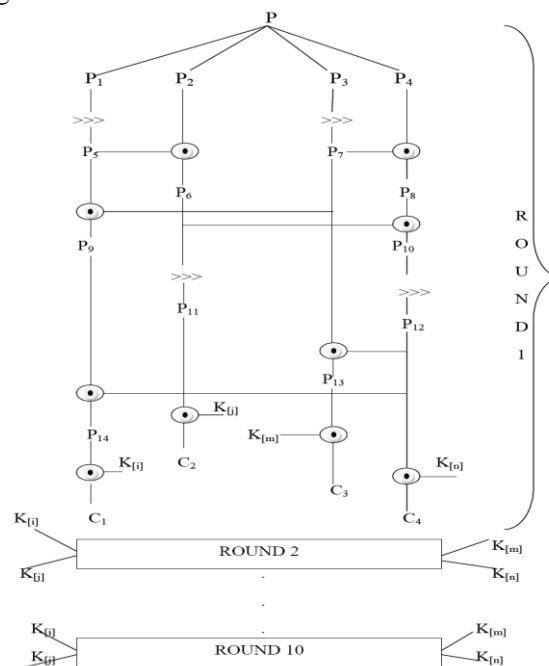 P
P1 P2 P3 P4
>>> >>>
P5 P7
P6 P8
P9 P10
>>> >>>
P11
P12
P13
K[j]
P14 K[m]
K[i] C2 K[n]
C3
C1 C4
R
O
U
N
D
1
K[i] K[m]
ROUND 2
K[j] K[n]
.
.
.
K[i] K[m]
ROUND 10
K[j] K[n]